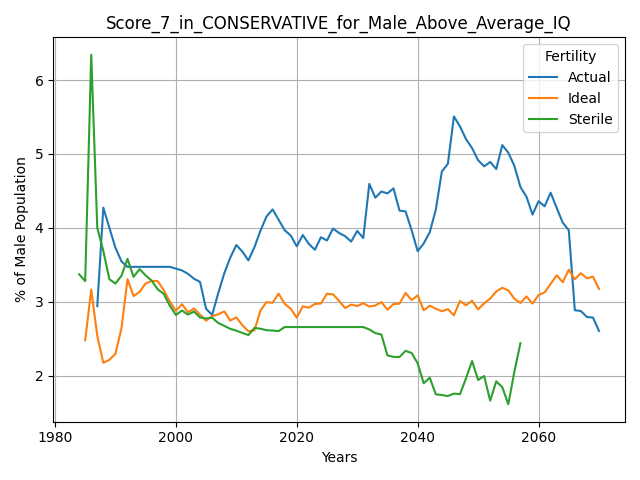 Score_7_in_CONSERVATIVE_for_Male_Above_Average_IQ
Fertility
Actual
Ideal
Sterile
% of Male Population
6
5
4
3
2
1980
2000
2020
2040
2060
Years